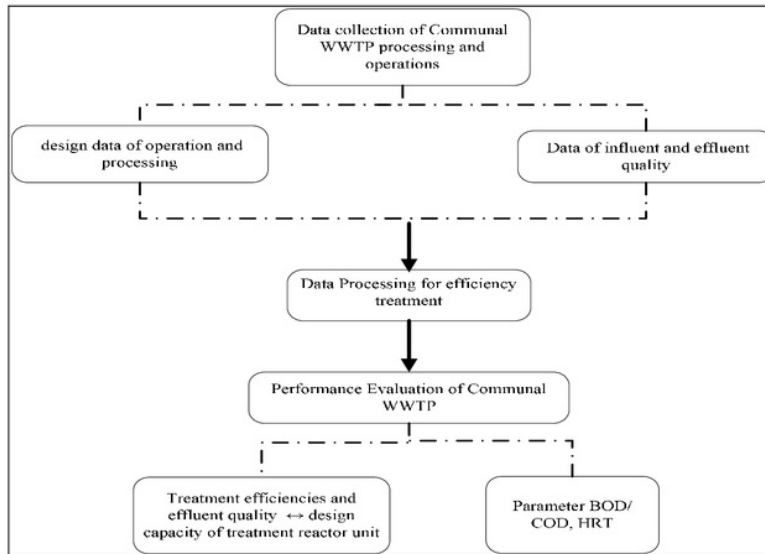 Data collection of Communal
WWTP processing and
operations
design data of operation and
processing
Data of influent and effluent
quality
Data Processing for efficiency
treatment
Performance Evaluation of Communal
WWTP
Treatment efficiencies and
effluent quality ↔ design
capacity of treatment reactor unit
Parameter BOD/
COD, HRT